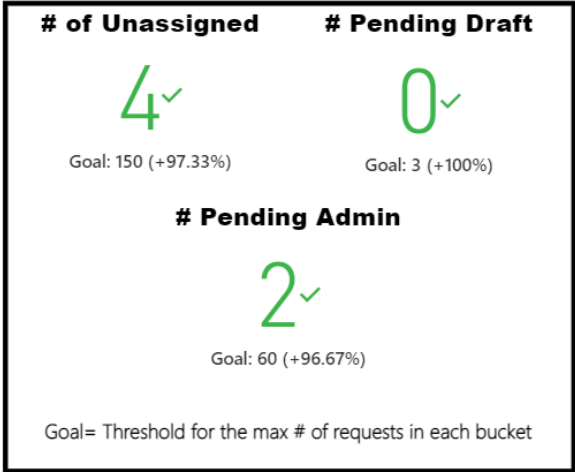 # of Unassigned
# Pending Draft
4
0
Goal: 150 (+97.33%)
Goal: 3 (+100%)
# Pending Admin
2
Goal: 60 (+96.67%)
Goal= Threshold for the max # of requests in each bucket